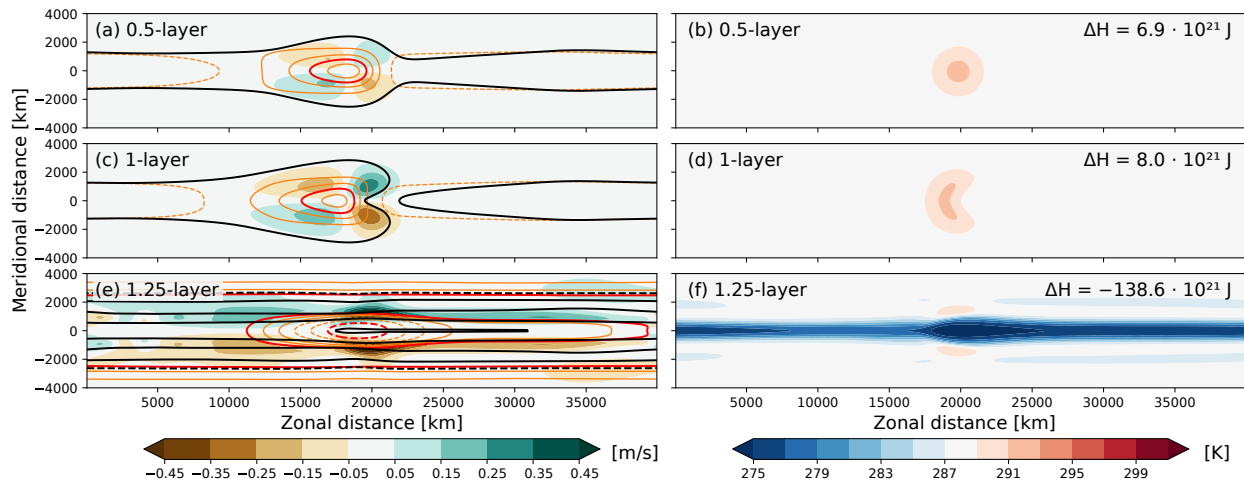 4000
2000
0
−2000
−4000
(a) 0.5-layer
(b) 0.5-layer
ΔH = 6.9 · 10²¹ J
4000
2000
0
−2000
−4000
(c) 1-layer
(d) 1-layer
ΔH = 8.0 · 10²¹ J
4000
2000
0
−2000
−4000
(e) 1.25-layer
(f) 1.25-layer
ΔH = −138.6 · 10²¹ J
Meridional distance [km]
5000 10000 15000 20000 25000 30000 35000
5000 10000 15000 20000 25000 30000 35000
Zonal distance [km]
Zonal distance [km]
−0.45 −0.35 −0.25 −0.15 −0.05 0.05 0.15 0.25 0.35 0.45
[m/s]
275 279 283 287 291 295 299
[K]